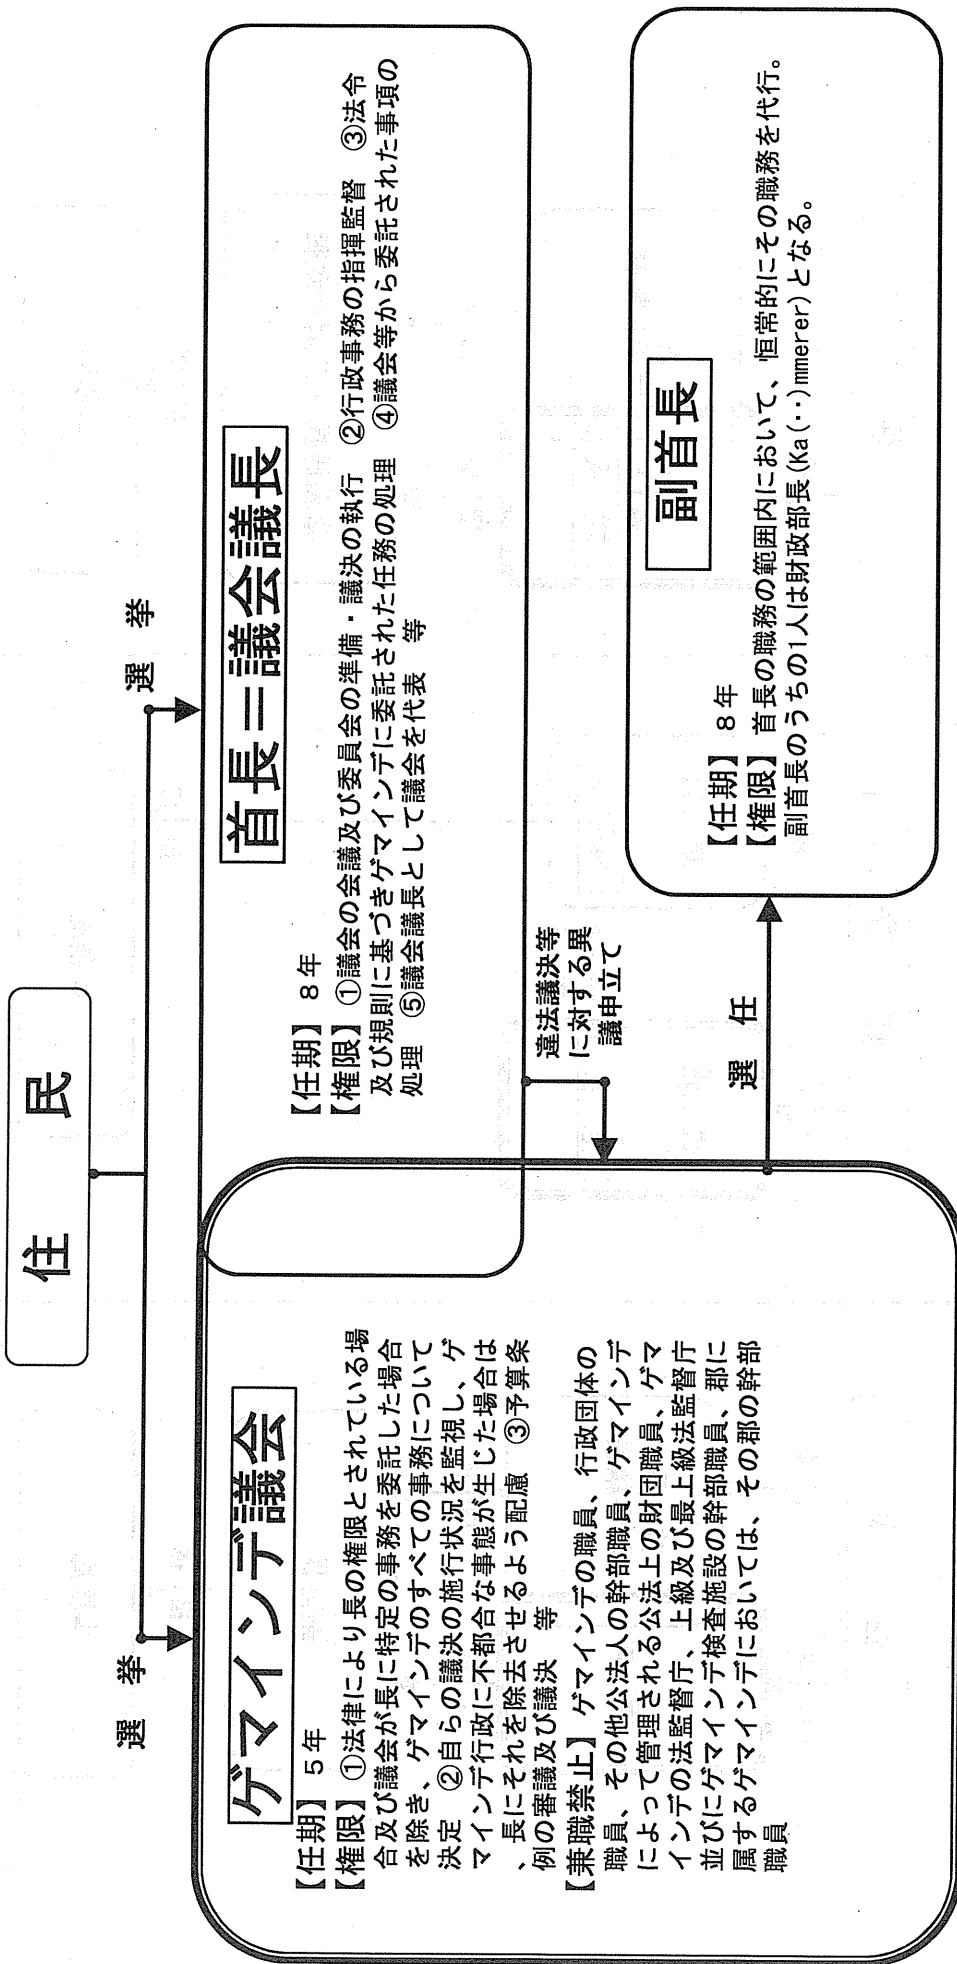 住　民
選　挙
選　挙
ゲマインデ議会
【任期】　5年
【権限】　①法律により長の権限とされている場
合及び議会が長に特定の事務を委託した場合
を除き、ゲマインデのすべての事務について
決定　②自らの議決の施行状況を監視し、ゲ
マインデ行政に不都合な事態が生じた場合は
、長にそれを除去させるよう配慮　③予算条
例の審議及び議決　等
【兼職禁止】ゲマインデの職員、行政団体の
職員、その他公法人の幹部職員、ゲマインデ
によって管理される公法上の財団職員、ゲマ
インデの法監督庁、上級及び最上級法監督庁
並びにゲマインデ検査施設の幹部職員、郡に
属するゲマインデにおいては、その郡の幹部
職員
首長＝議会議長
【任期】　8年
【権限】　①議会の会議及び委員会の準備・議決の執行　②行政事務の指揮監督　③法令
及び規則に基づきゲマインデに委託された任務の処理　④議会等から委託された事項の
処理　⑤議会議長として議会を代表　等
違法議決等
に対する異
議申立て
選　任
副首長
【任期】　8年
【権限】　首長の職務の範囲内において、恒常的にその職務を代行。
副首長のうちの1人は財政部長(Ka(‥)mmerer)となる。